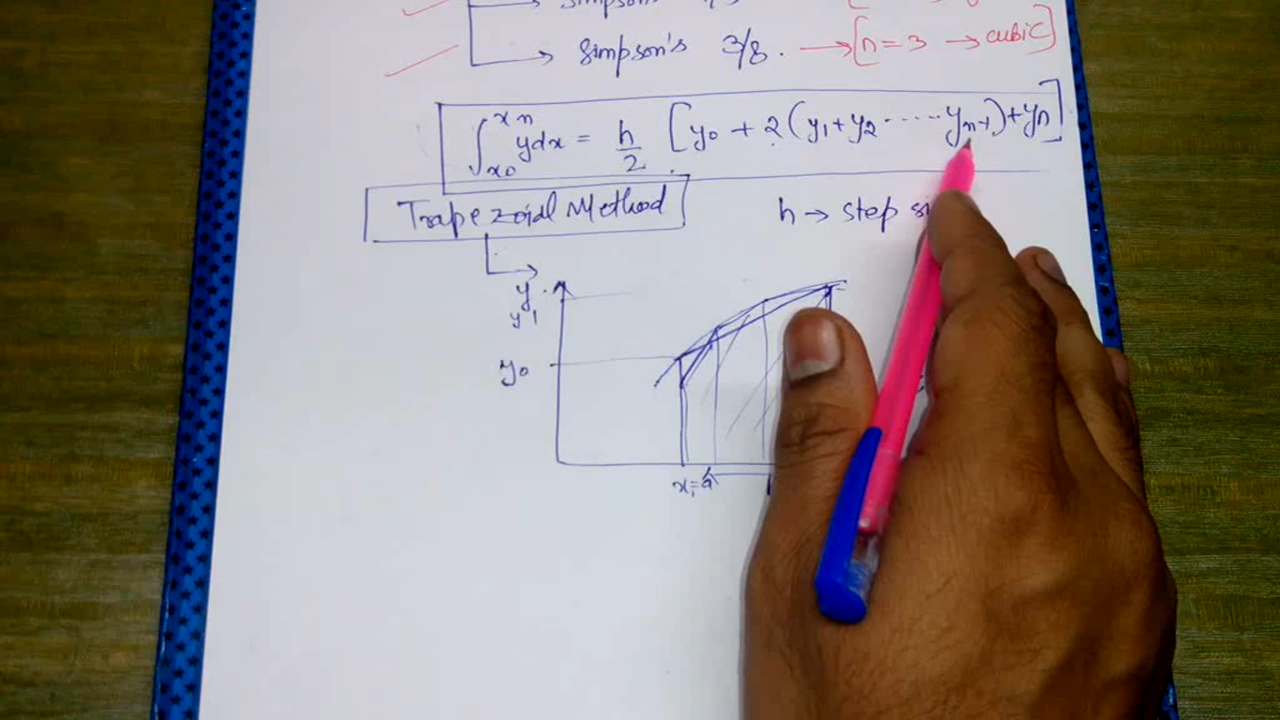 Simpson's
Simpson's 3/8. → [n = 3 → cubic]
∫x0^xn ydx = h/2 [y0 + 2 (y1 + y2 ..... yn-1) + yn]
Trapezoidal Method
h → step
y
y1
y0